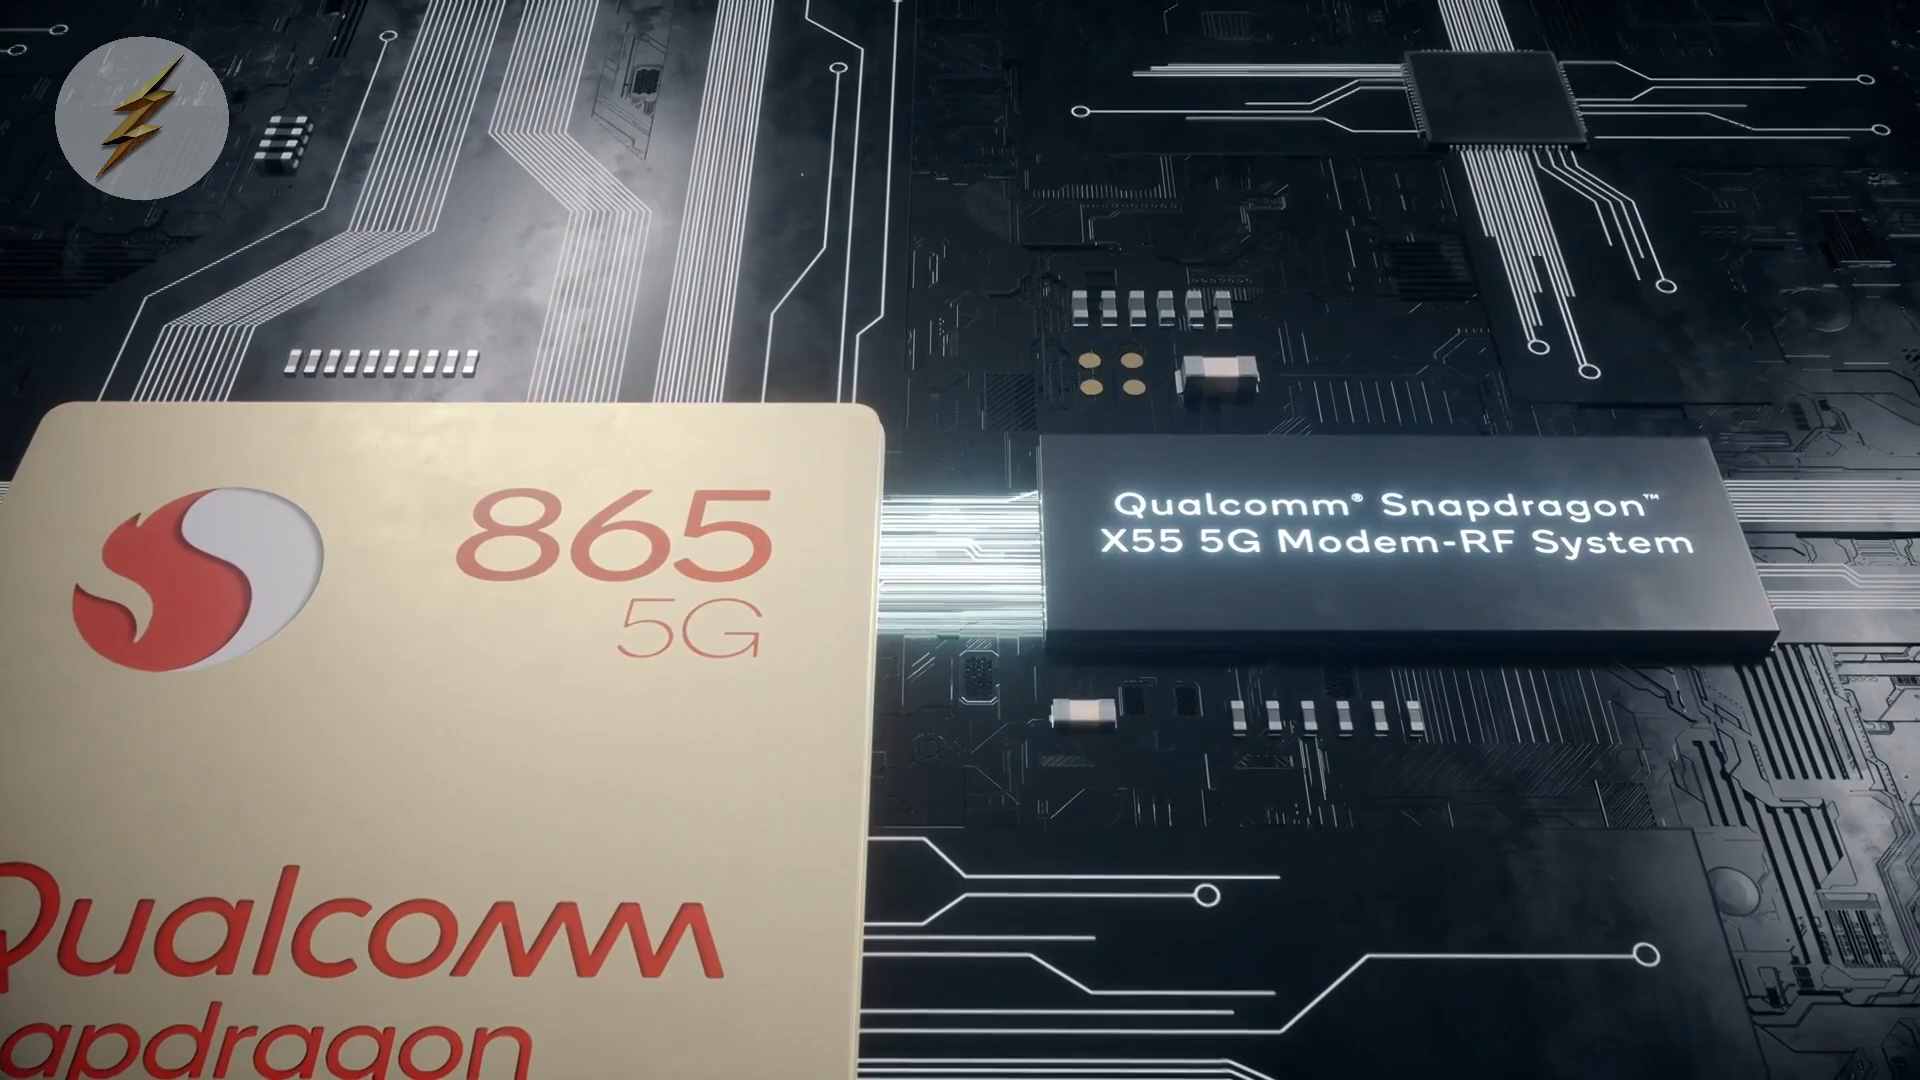 865
5G
Qualcomm® Snapdragon™
X55 5G Modem-RF System
Qualcomm
apdragon